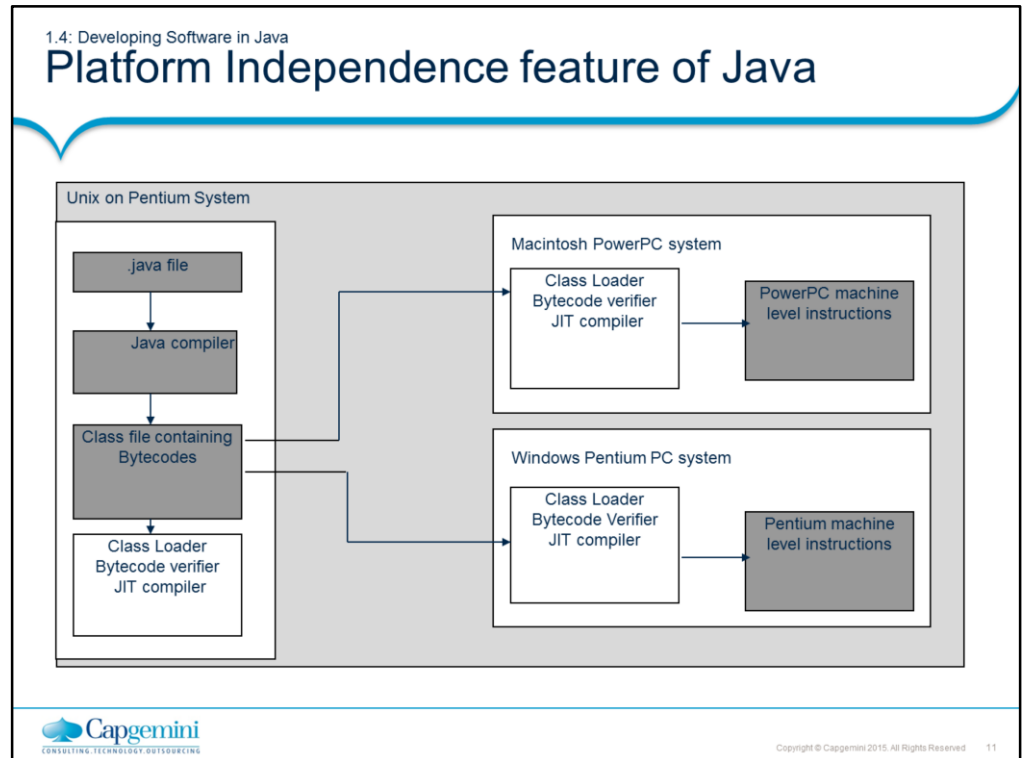 1.4: Developing Software in Java
Platform Independence feature of Java
Unix on Pentium System
.java file
Java compiler
Class file containing
Bytecodes
Class Loader
Bytecode verifier
JIT compiler
Macintosh PowerPC system
Class Loader
Bytecode verifier
JIT compiler
PowerPC machine
level instructions
Windows Pentium PC system
Class Loader
Bytecode Verifier
JIT compiler
Pentium machine
level instructions
Capgemini
CONSULTING.TECHNOLOGY.OUTSOURCING
Copyright © Capgemini 2015. All Rights Reserved 11